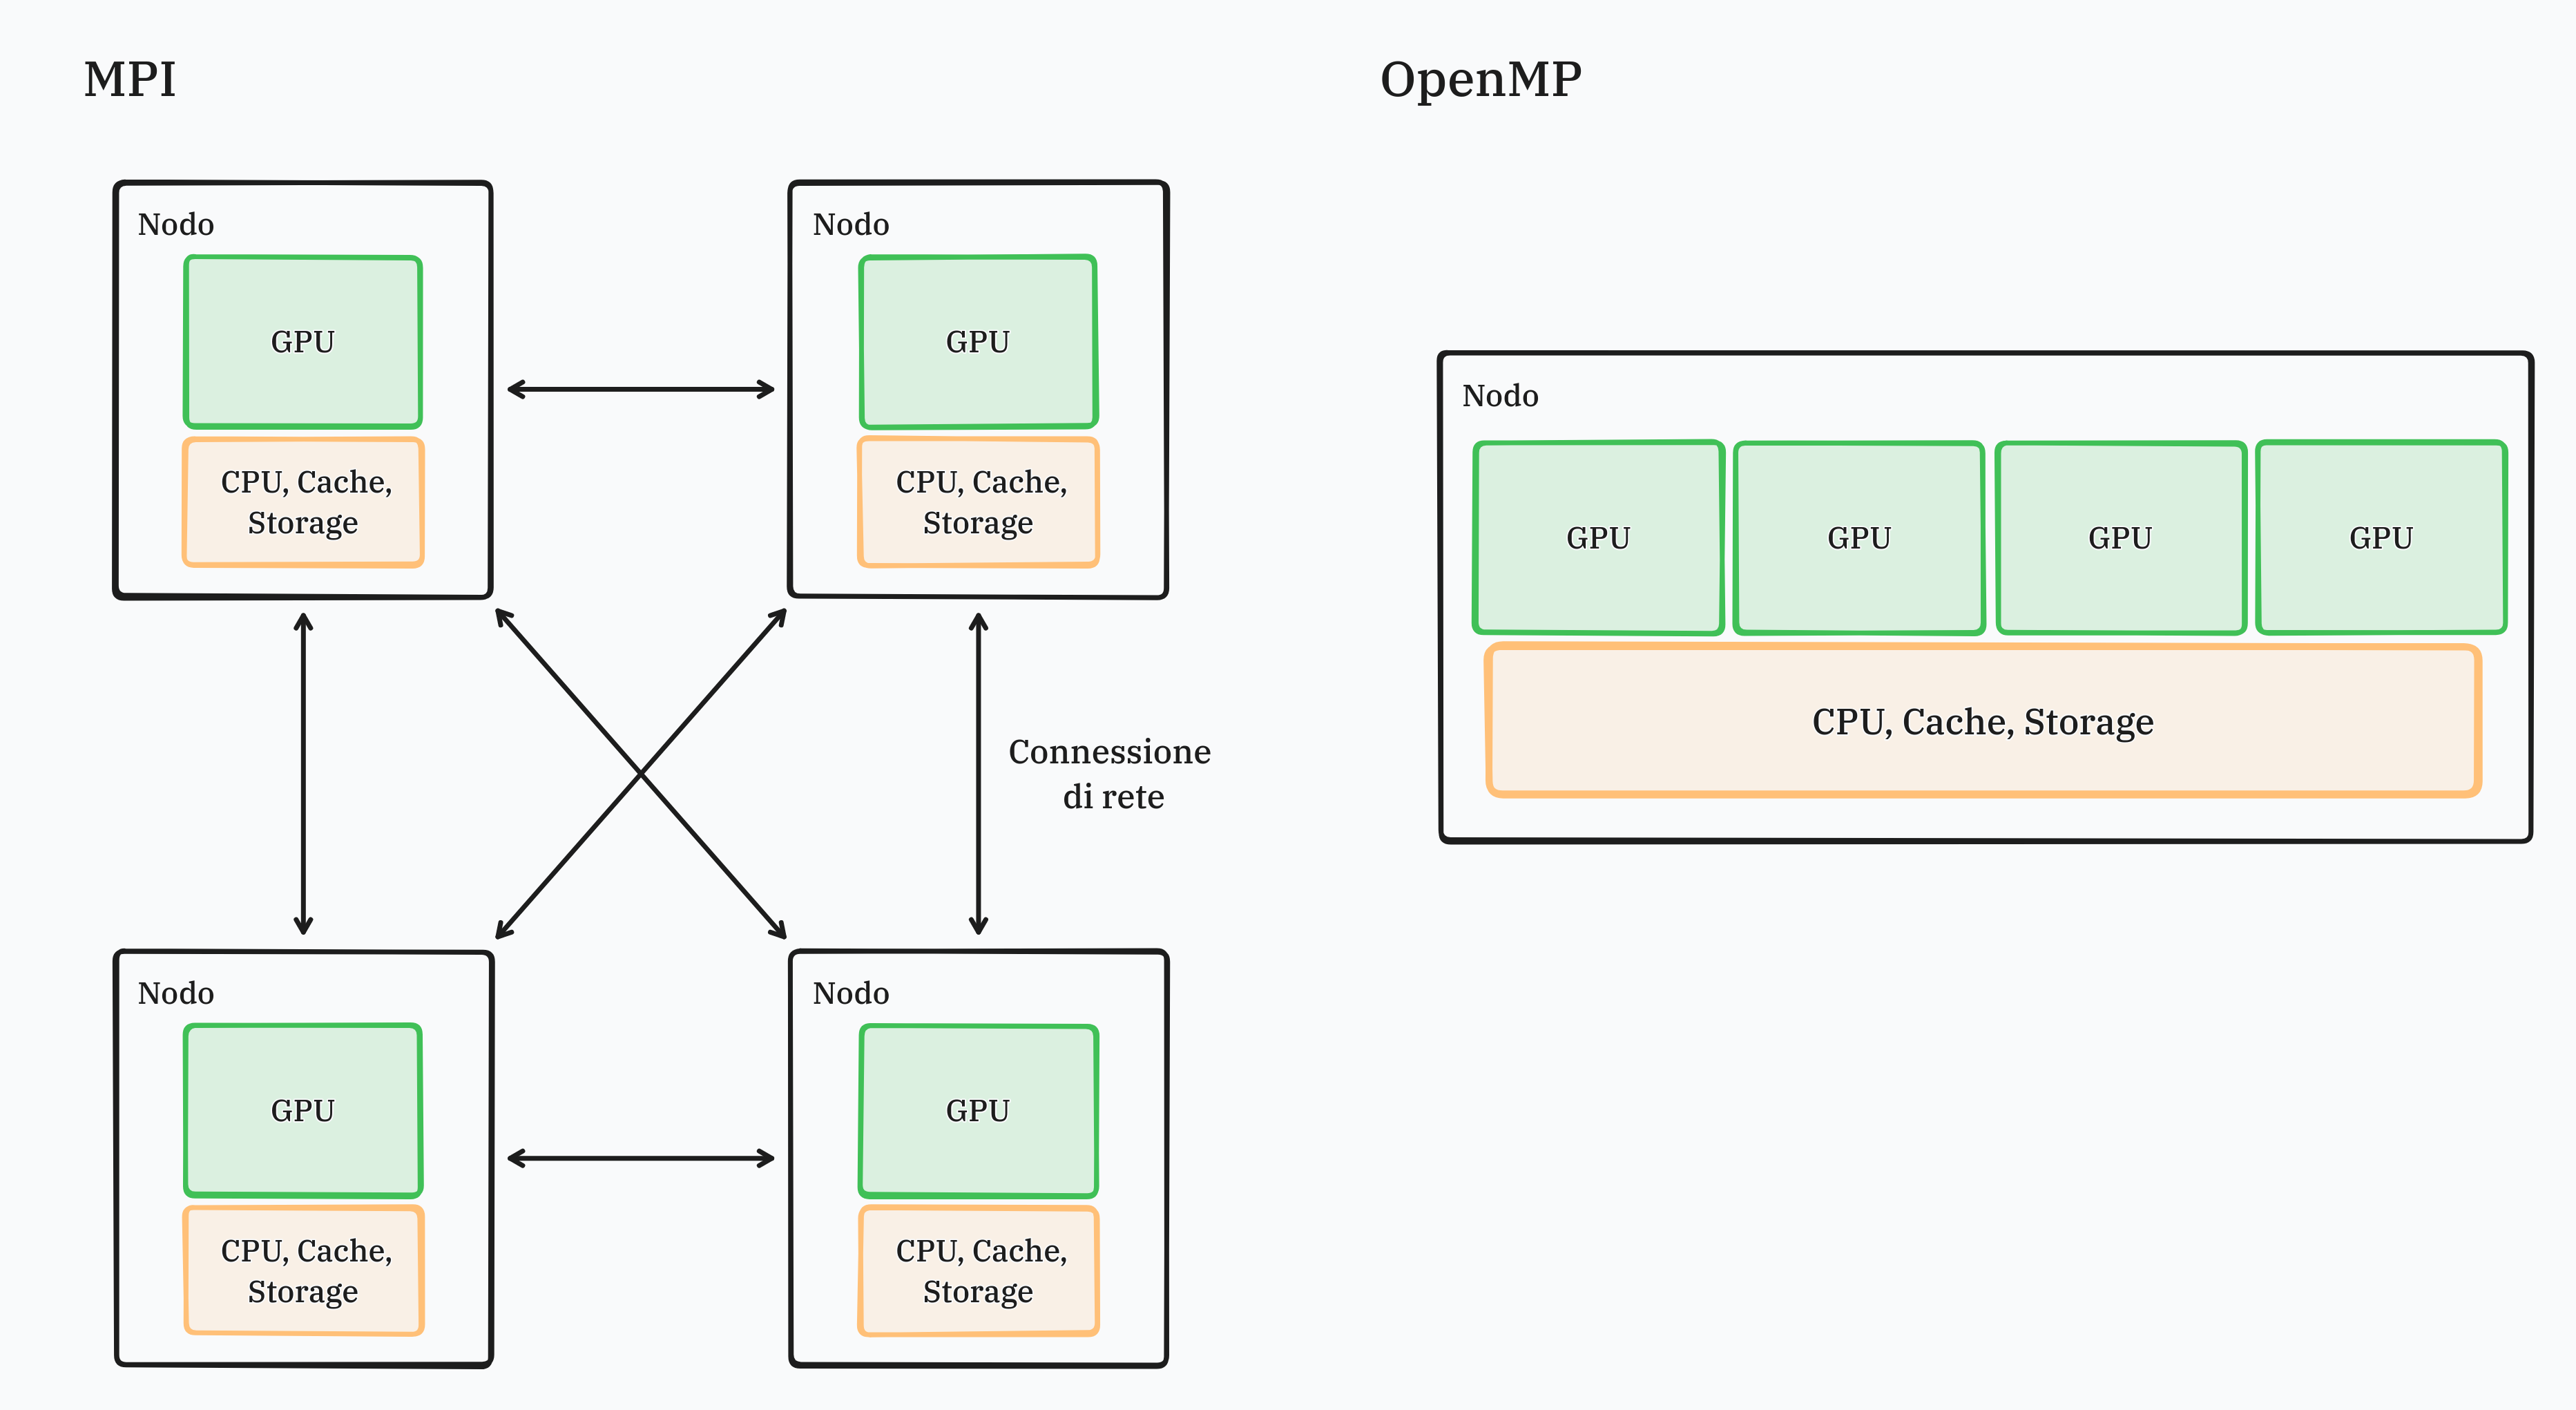 MPI
Nodo
GPU
CPU, Cache,
Storage
Nodo
GPU
CPU, Cache,
Storage
Connessione
di rete
Nodo
GPU
CPU, Cache,
Storage
Nodo
GPU
CPU, Cache,
Storage
OpenMP
Nodo
GPU
GPU
GPU
GPU
CPU, Cache, Storage